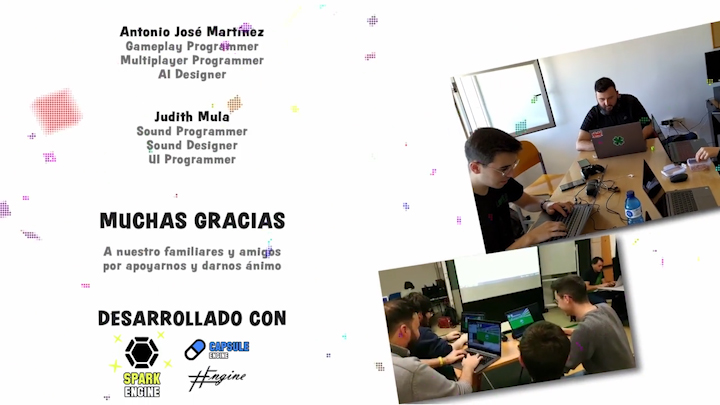 Antonio José Martínez
Gameplay Programmer
Multiplayer Programmer
AI Designer
Judith Mula
Sound Programmer
Sound Designer
UI Programmer
MUCHAS GRACIAS
A nuestro familiares y amigos
por apoyarnos y darnos ánimo
DESARROLLADO CON
SPARK
ENGINE
CAPSULE
ENGINE
Engine